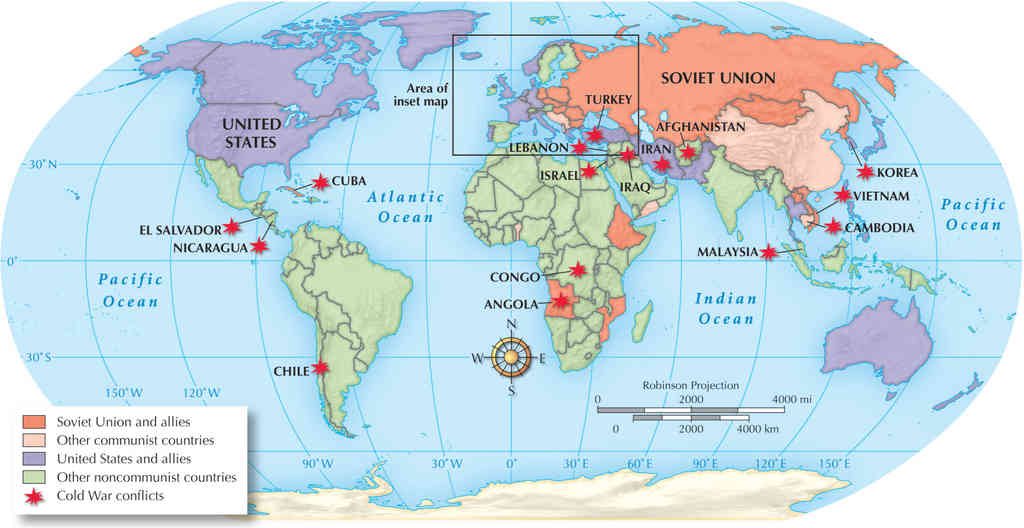 Area of
inset map
SOVIET UNION
UNITED
STATES
TURKEY
AFGHANISTAN
LEBANON
IRAN
ISRAEL
IRAQ
KOREA
30°N
CUBA
VIETNAM
Atlantic
Ocean
Pacific
Ocean
EL SALVADOR
NICARAGUA
CAMBODIA
MALAYSIA
0°
Pacific
Ocean
CONGO
ANGOLA
Indian
Ocean
N
W
E
S
30°S
CHILE
150°W
120°W
Robinson Projection
0
2000
4000 mi
0
2000
4000 km
90°W
30°W
0°
30°E
60°E
90°E
120°E
150°E
Soviet Union and allies
Other communist countries
United States and allies
Other noncommunist countries
Cold War conflicts